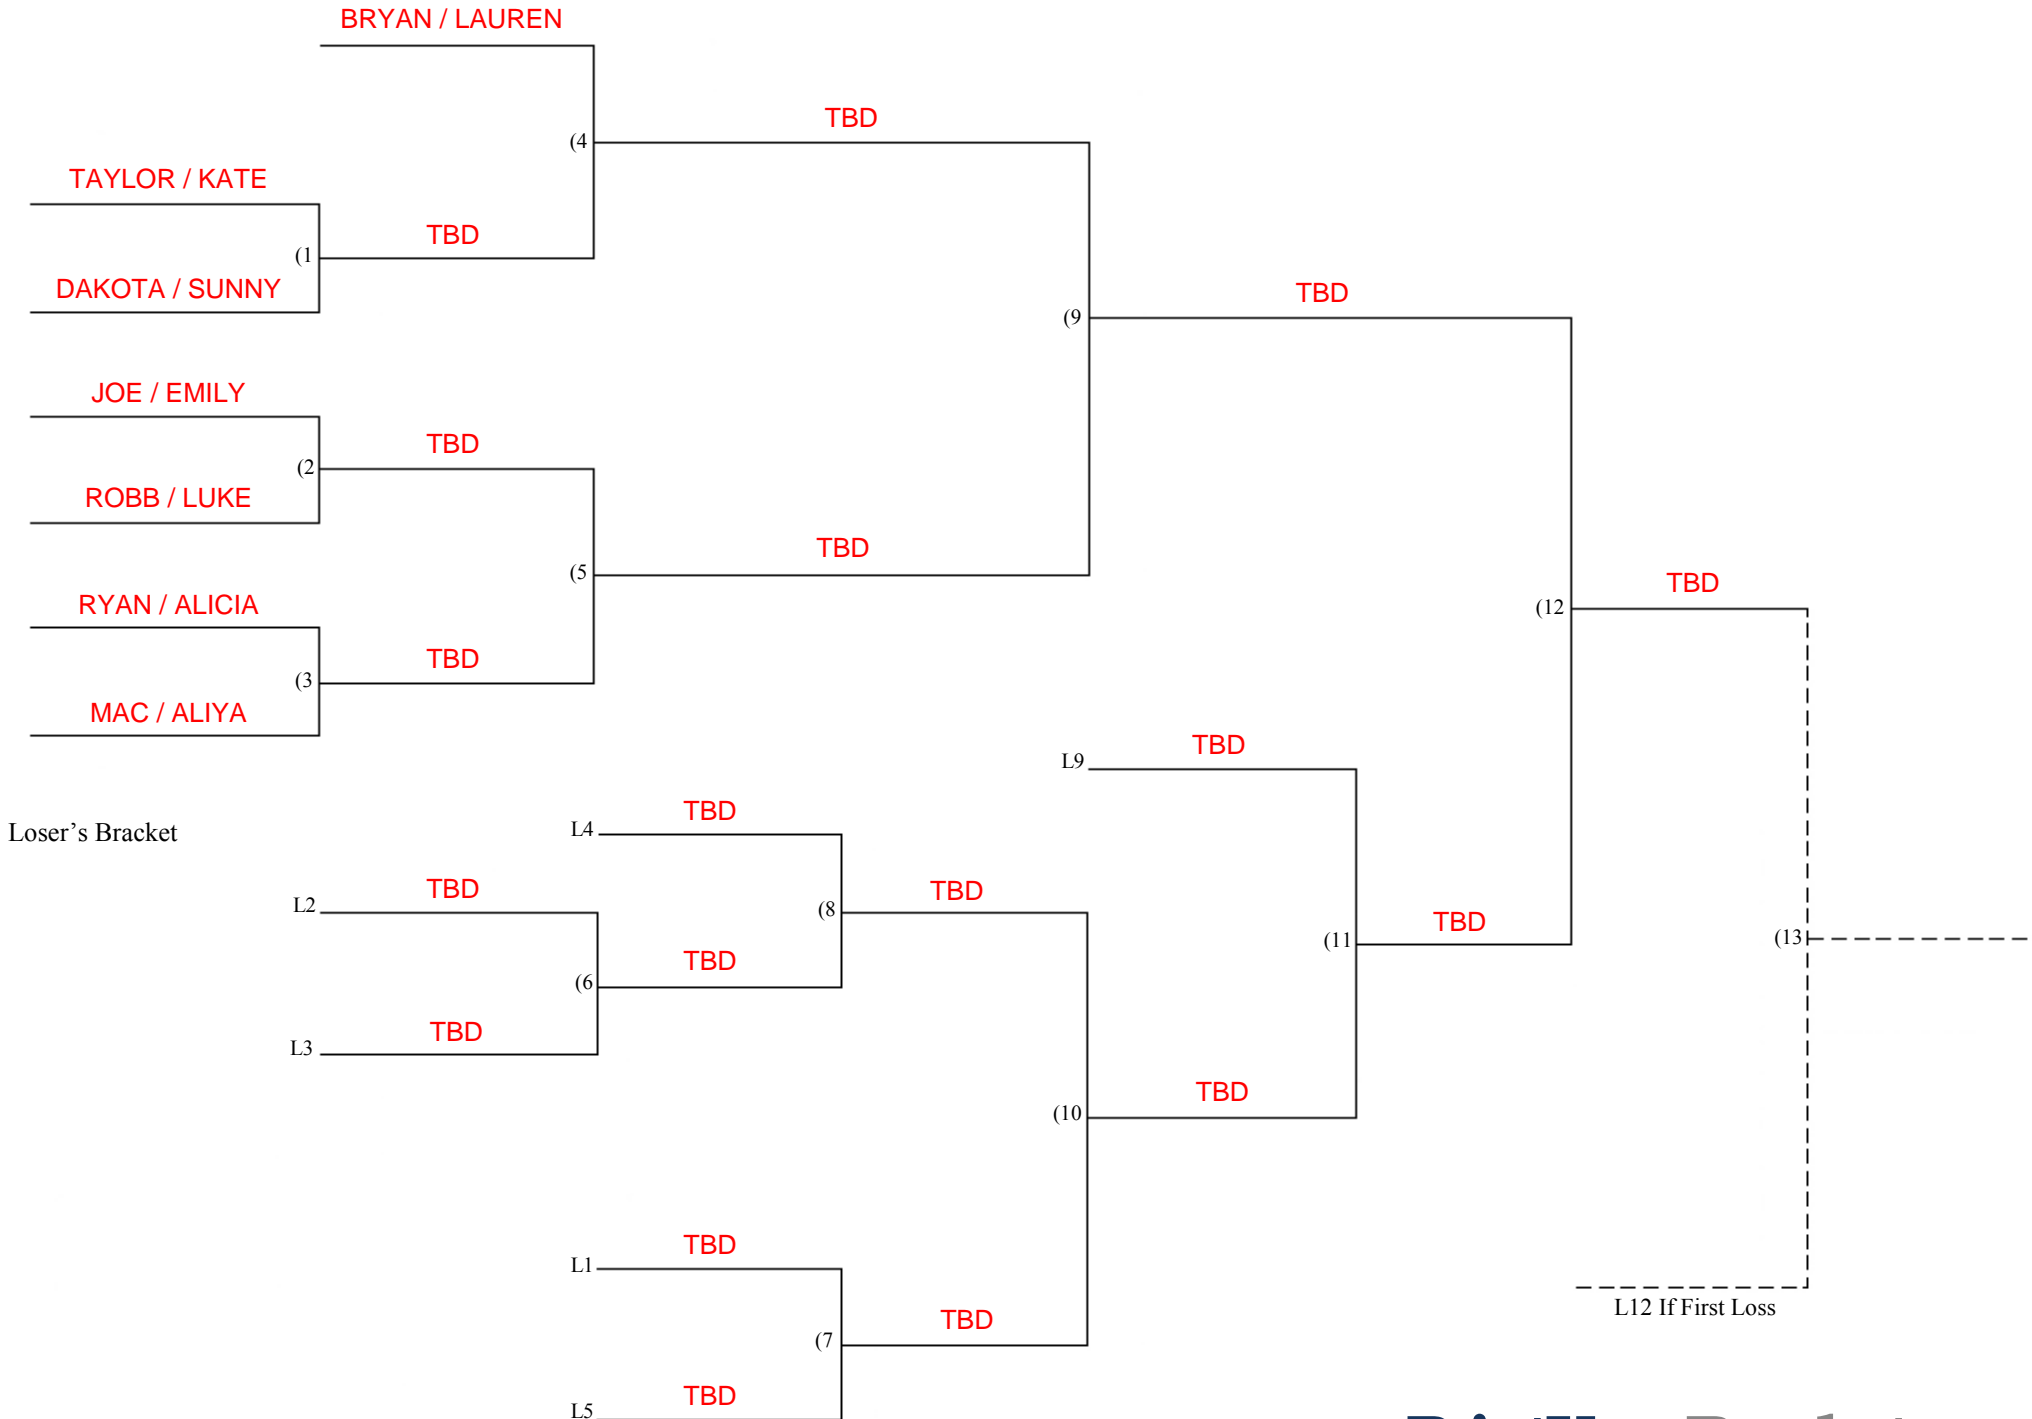 BRYAN / LAUREN
TBD
(4
TAYLOR / KATE
TBD
(1
DAKOTA / SUNNY
TBD
(9
JOE / EMILY
TBD
(2
ROBB / LUKE
TBD
(5
TBD
(12
RYAN / ALICIA
TBD
(3
MAC / ALIYA
TBD
L9
TBD
L4
Loser's Bracket
TBD
L2
TBD
(8
TBD
(11
TBD
(6
(13
TBD
L3
TBD
(10
TBD
L1
L12 If First Loss
TBD
(7
TBD
L5